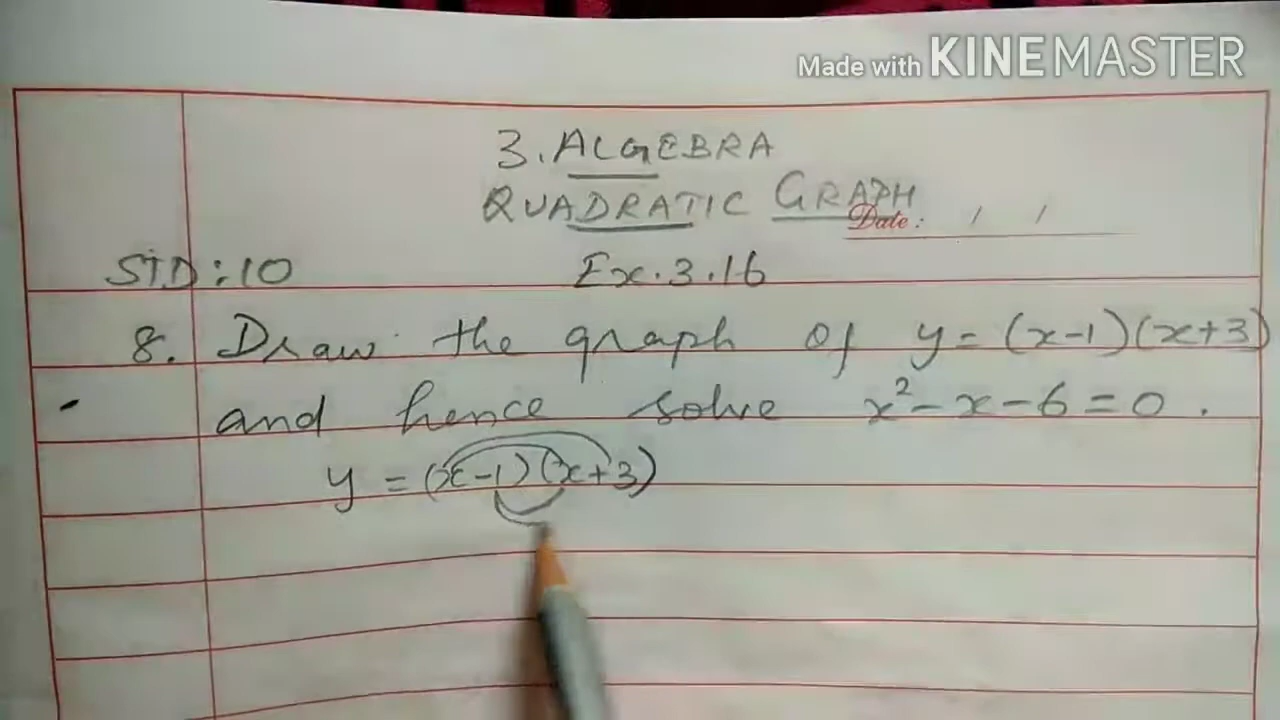 Made with KINEMASTER
3. ALGEBRA
QUADRATIC GRAPH
Date: / /
STD:10 Ex.3.16
8. Draw the graph of y = (x-1)(x+3)
and hence solve x² - x - 6 = 0.
y = (x-1)(x+3)